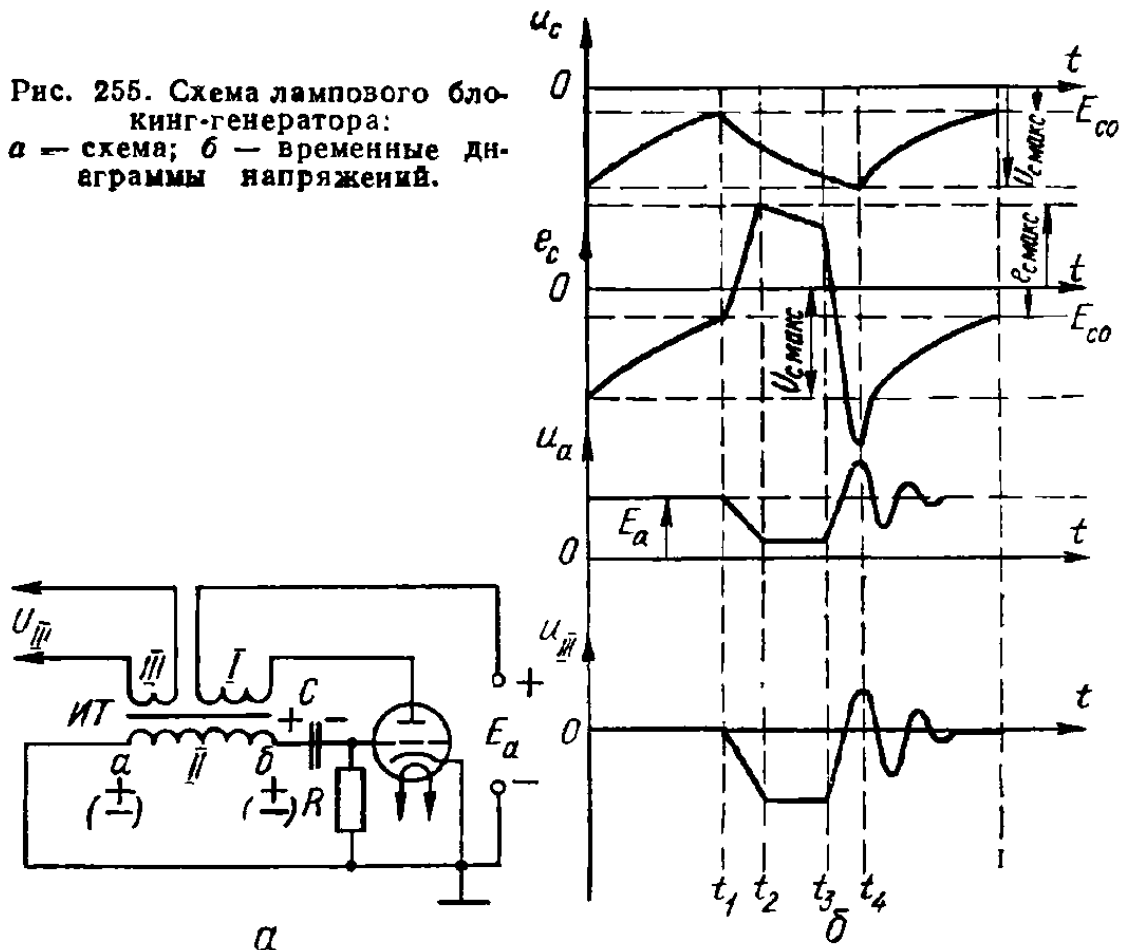 Рис. 255. Схема лампового бло-
кинг-генератора:
а — схема; б — временные ди-
аграммы напряжений.
u_c
0
t
E_co
U_c макс
e_c
0
t
e_c макс
E_co
U_c макс
u_a
E_a
0
t
u_III
0
t
t_1 t_2 t_3 t_4
б
U_III
III I
ИТ
+ C −
а II б
(+ −) (+ −)
R
+
E_a
−
а